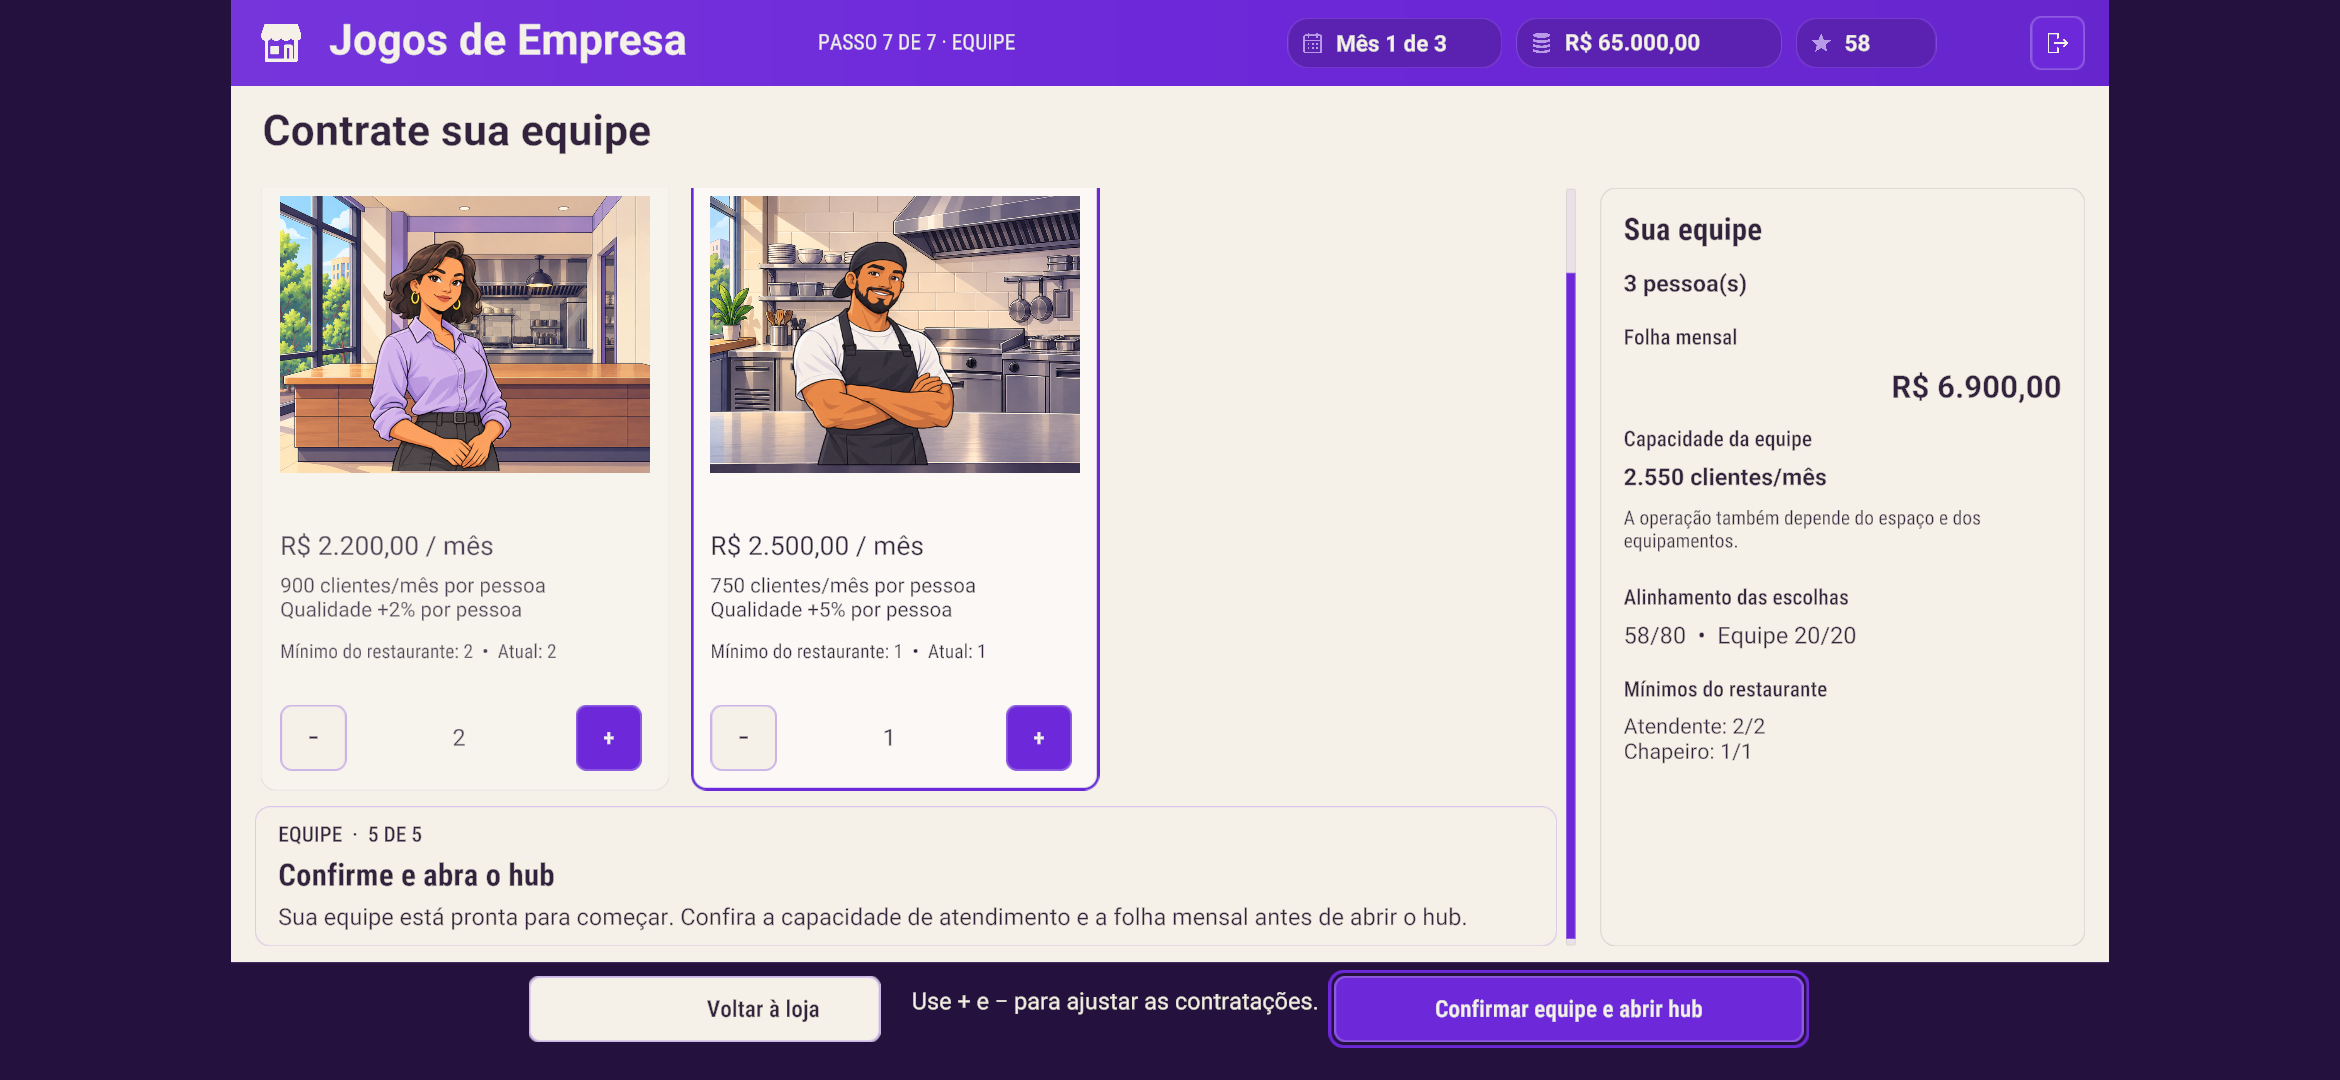 Jogos de Empresa
PASSO 7 DE 7 · EQUIPE
Mês 1 de 3
R$ 65.000,00
58
Contrate sua equipe
R$ 2.200,00 / mês
900 clientes/mês por pessoa
Qualidade +2% por pessoa
Mínimo do restaurante: 2 • Atual: 2
- 2 +
R$ 2.500,00 / mês
750 clientes/mês por pessoa
Qualidade +5% por pessoa
Mínimo do restaurante: 1 • Atual: 1
- 1 +
EQUIPE · 5 DE 5
Confirme e abra o hub
Sua equipe está pronta para começar. Confira a capacidade de atendimento e a folha mensal antes de abrir o hub.
Sua equipe
3 pessoa(s)
Folha mensal
R$ 6.900,00
Capacidade da equipe
2.550 clientes/mês
A operação também depende do espaço e dos
equipamentos.
Alinhamento das escolhas
58/80 • Equipe 20/20
Mínimos do restaurante
Atendente: 2/2
Chapeiro: 1/1
Voltar à loja
Use + e − para ajustar as contratações.
Confirmar equipe e abrir hub